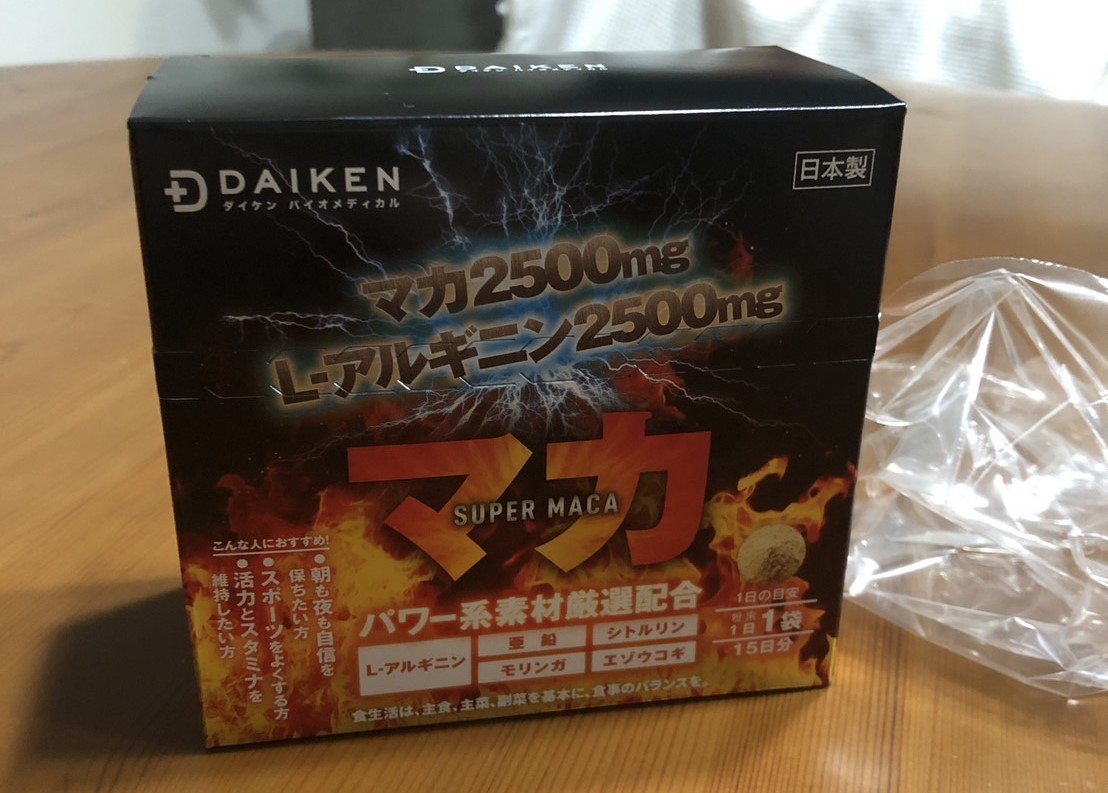 DAIKEN
DAIKEN
ダイケン バイオメディカル
日本製
マカ2500mg
L-アルギニン2500mg
マカ
SUPER MACA
こんな人におすすめ!
●朝も夜も自信を
保ちたい方
●スポーツをよくする方
●活力とスタミナを
維持したい方
パワー系素材厳選配合
L-アルギニン
亜鉛
シトルリン
モリンガ
エゾウコギ
1日の目安
粉末
1日1袋
15日分
食生活は、主食、主菜、副菜を基本に、食事のバランスを。